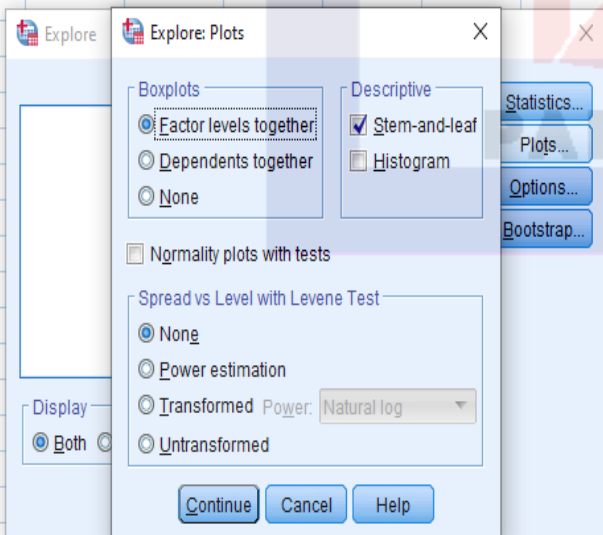 Explore
Explore: Plots
Boxplots
Factor levels together
Dependents together
None
Descriptive
Stem-and-leaf
Histogram
Normality plots with tests
Spread vs Level with Levene Test
None
Power estimation
Transformed Power: Natural log
Untransformed
Continue Cancel Help
Statistics...
Plots...
Options...
Bootstrap...
Display
Both
PA